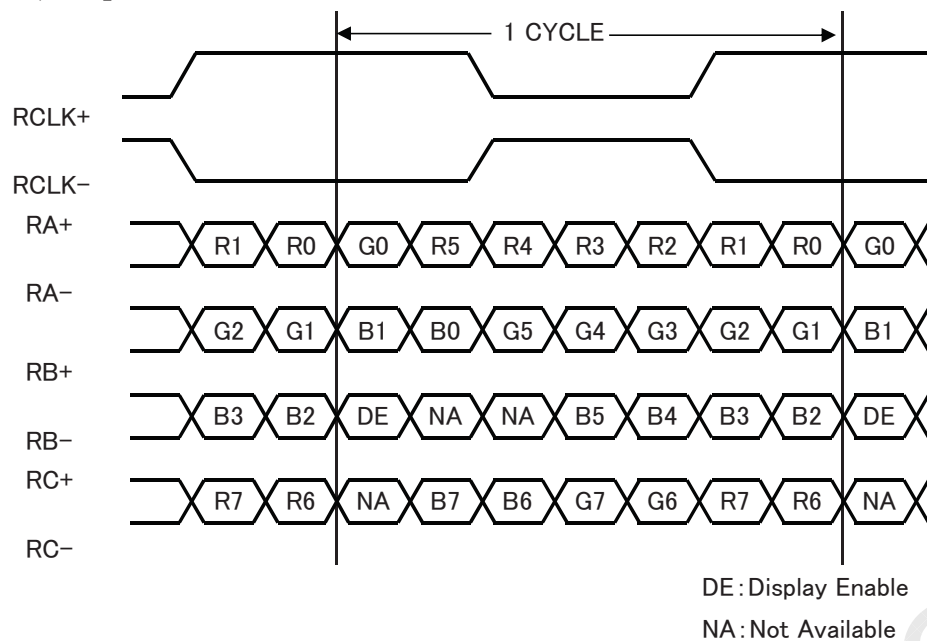 1 CYCLE
RCLK+
RCLK-
RA+
R1 R0 G0 R5 R4 R3 R2 R1 R0 G0
RA-
G2 G1 B1 B0 G5 G4 G3 G2 G1 B1
RB+
B3 B2 DE NA NA B5 B4 B3 B2 DE
RB-
RC+
R7 R6 NA B7 B6 G7 G6 R7 R6 NA
RC-
DE:Display Enable
NA:Not Available